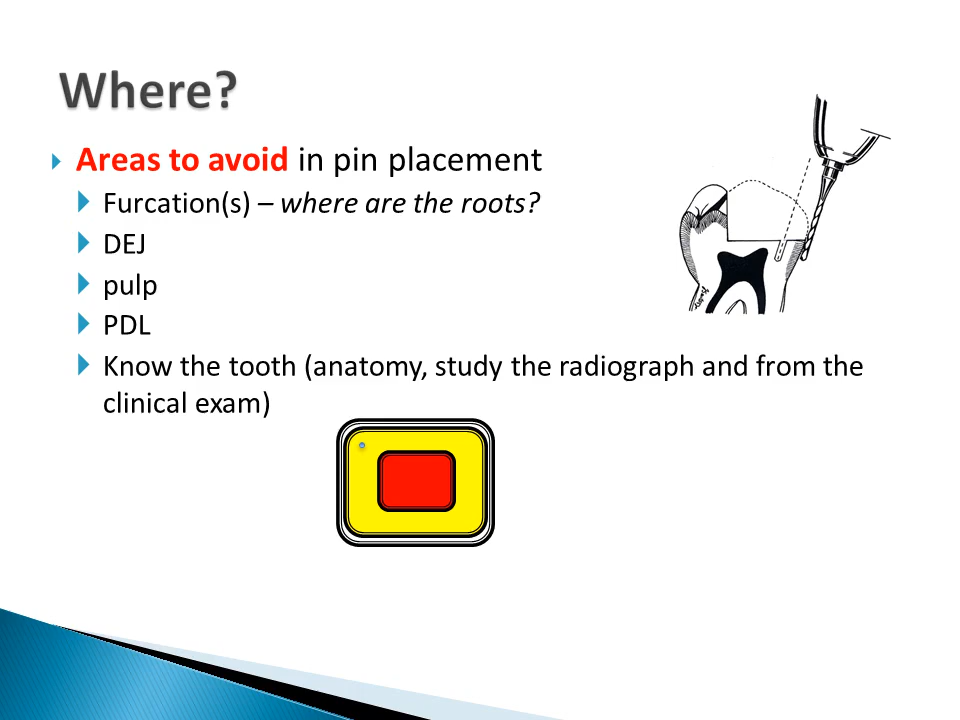 Where?
Areas to avoid in pin placement
Furcation(s) – where are the roots?
DEJ
pulp
PDL
Know the tooth (anatomy, study the radiograph and from the
clinical exam)